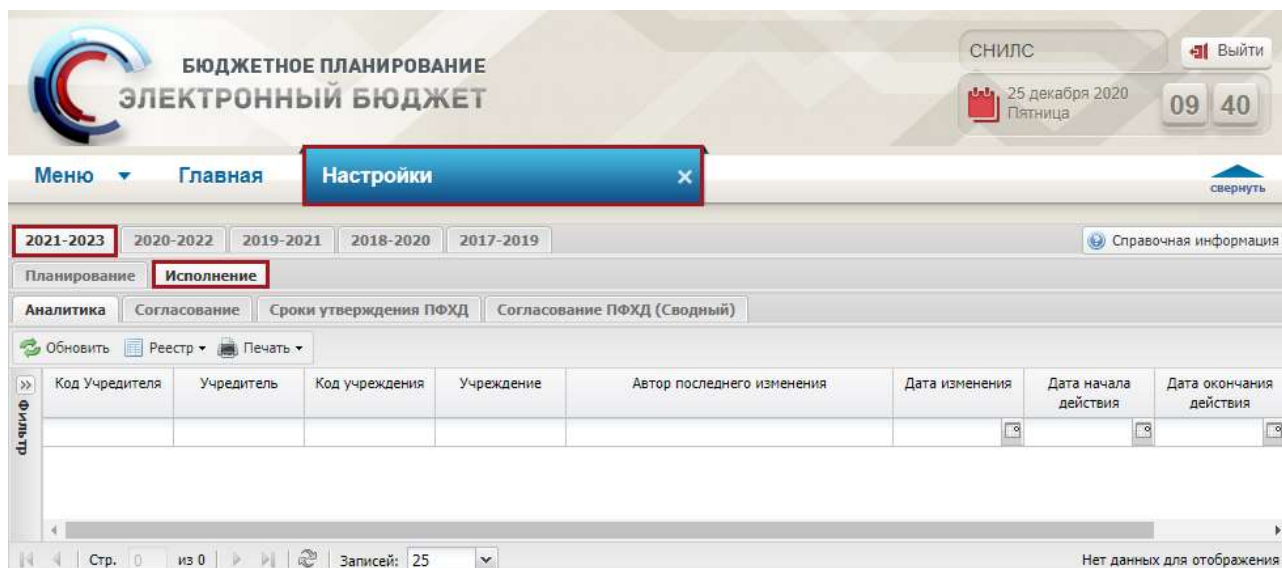 БЮДЖЕТНОЕ ПЛАНИРОВАНИЕ
ЭЛЕКТРОННЫЙ БЮДЖЕТ
СНИЛС
Выйти
25 декабря 2020
Пятница
09 40
Меню Главная Настройки
свернуть
2021-2023 2020-2022 2019-2021 2018-2020 2017-2019 Справочная информация
Планирование Исполнение
Аналитика Согласование Сроки утверждения ПФХД Согласование ПФХД (Сводный)
Обновить Реестр Печать
Фильтр
Код Учредителя Учредитель Код учреждения Учреждение Автор последнего изменения Дата изменения Дата начала действия Дата окончания действия
Стр. 0 из 0 Записей: 25 Нет данных для отображения